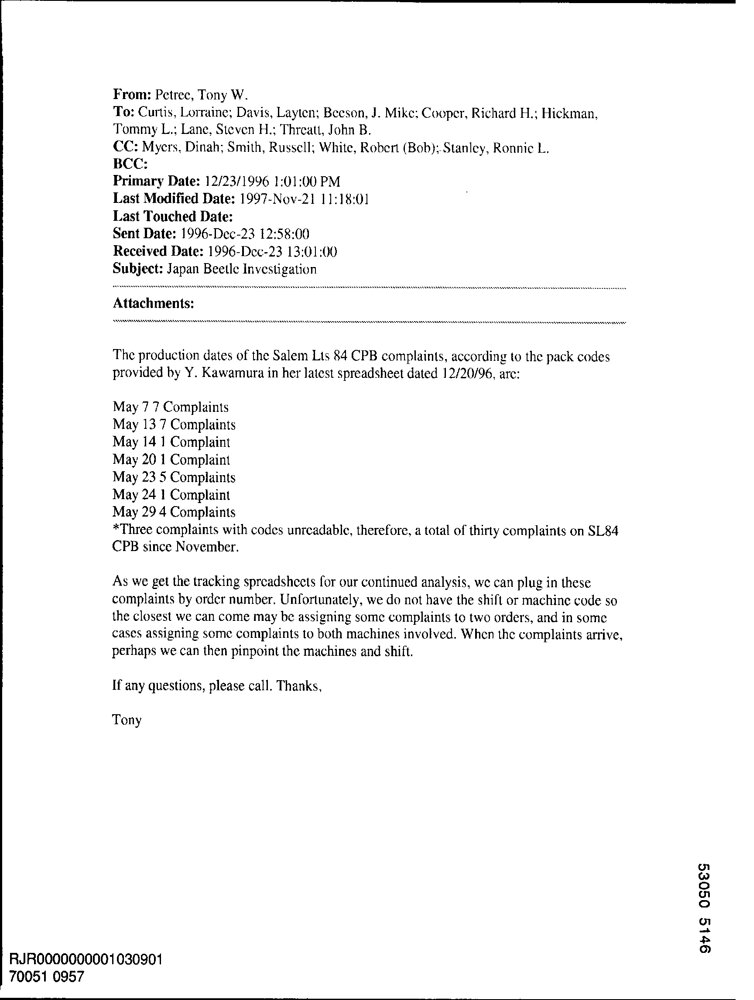 From: Petree, Tony W.
To: Curtis, Lorraine; Davis, Layten; Beeson, J. Mike; Cooper, Richard H.; Hickman,
Tommy L.; Lane, Steven H.; Threatt, John B.
CC: Myers, Dinah; Smith, Russell; White, Robert (Bob); Stanley, Ronnie L.
BCC:
Primary Date: 12/23/1996 1:01:00 PM
Last Modified Date: 1997-Nov-21 11:18:01
Last Touched Date:
Sent Date: 1996-Dec-23 12:58:00
Received Date: 1996-Dec-23 13:01:00
Subject: Japan Beetle Investigation
Attachments:
The production dates of the Salem Lts 84 CPB complaints, according to the pack codes
provided by Y. Kawamura in her latest spreadsheet dated 12/20/96, are:
May 7 7 Complaints
May 13 7 Complaints
May 14 1 Complaint
May 20 1 Complaint
May 23 5 Complaints
May 24 1 Complaint
May 29 4 Complaints
*Three complaints with codes unreadable, therefore, a total of thirty complaints on SL84
CPB since November.
As we get the tracking spreadsheets for our continued analysis, we can plug in these
complaints by order number. Unfortunately, we do not have the shift or machine code so
the closest we can come may be assigning some complaints to two orders, and in some
cases assigning some complaints to both machines involved. When the complaints arrive,
perhaps we can then pinpoint the machines and shift.
If any questions, please call. Thanks,
Tony
53050 5146
RJR0000000001030901
70051 0957